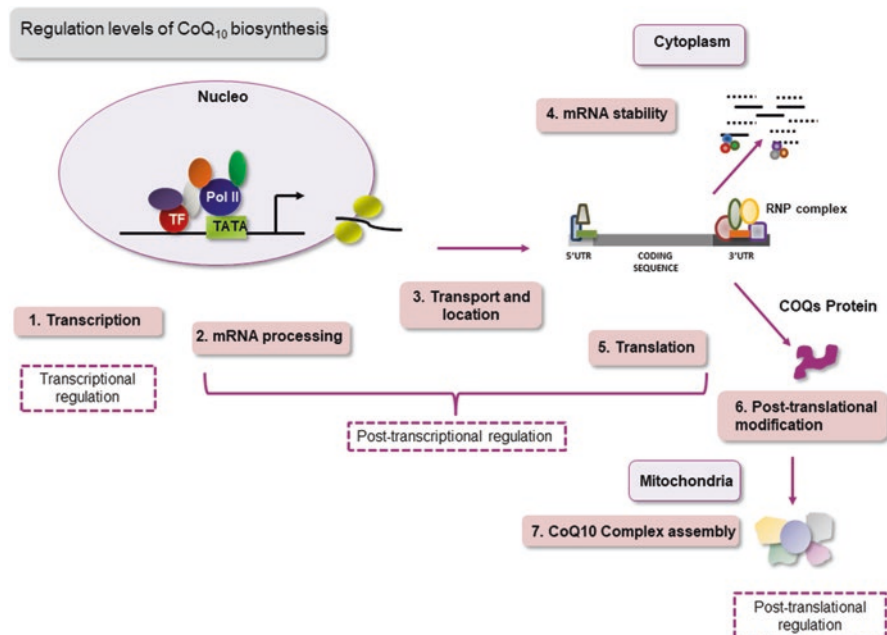 Regulation levels of CoQ₁₀ biosynthesis
Cytoplasm
Nucleo
4. mRNA stability
Pol II
TF
TATA
RNP complex
5'UTR
CODING
SEQUENCE
3'UTR
3. Transport and
location
COQs Protein
1. Transcription
2. mRNA processing
5. Translation
Transcriptional
regulation
6. Post-translational
modification
Post-transcriptional regulation
Mitochondria
7. CoQ10 Complex assembly
Post-translational
regulation